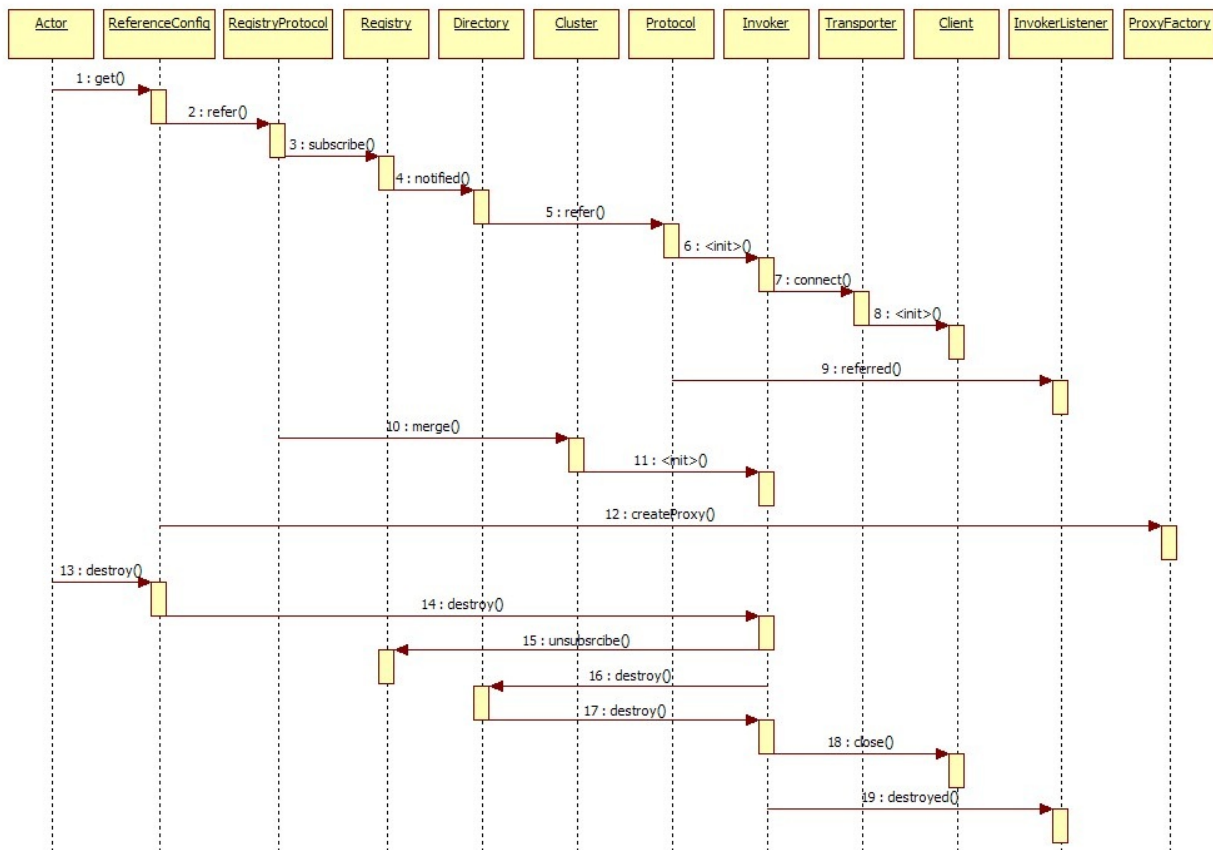 Actor ReferenceConfig RegistryProtocol Registry Directory Cluster Protocol Invoker Transporter Client InvokerListener ProxyFactory
1 : get()
2 : refer()
3 : subscribe()
4 : notified()
5 : refer()
6 : <init>()
7 : connect()
8 : <init>()
9 : referred()
10 : merge()
11 : <init>()
12 : createProxy()
13 : destroy()
14 : destroy()
15 : unsubsrcibe()
16 : destroy()
17 : destroy()
18 : close()
19 : destroyed()